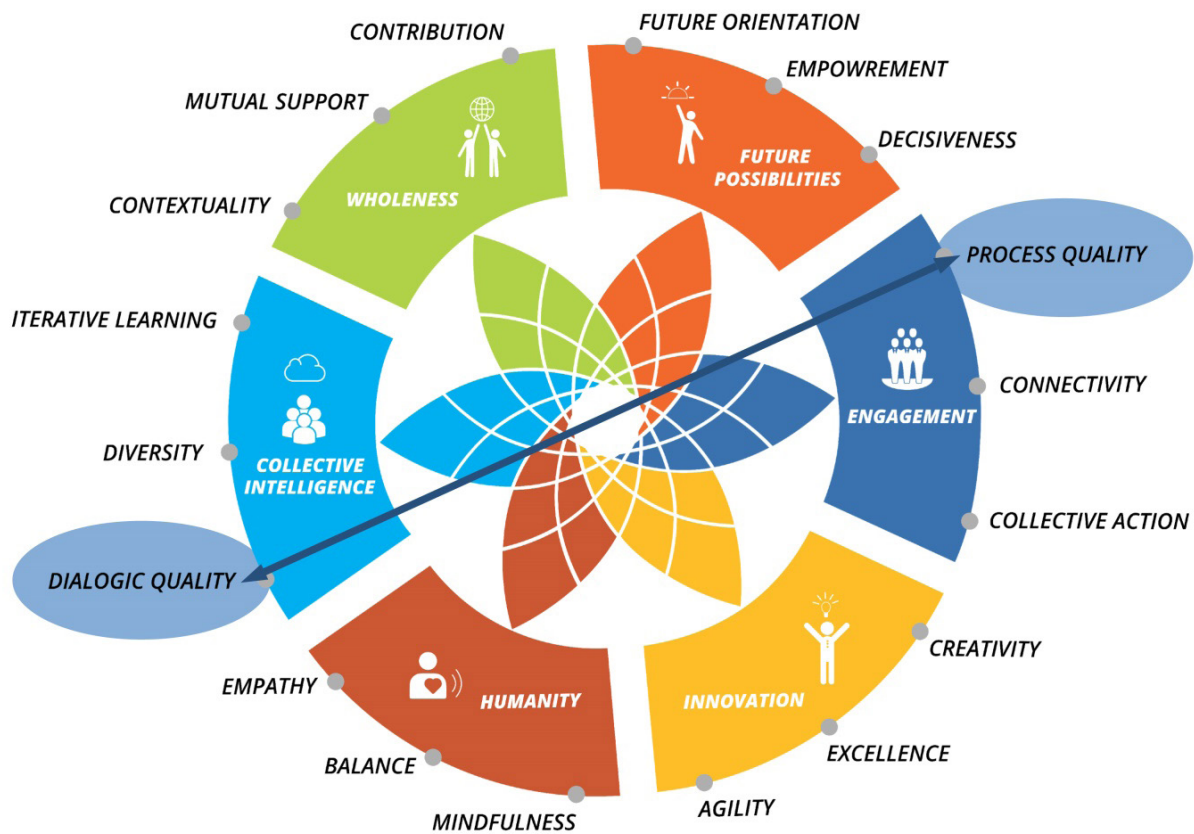 FUTURE ORIENTATION
CONTRIBUTION
EMPOWREMENT
MUTUAL SUPPORT
DECISIVENESS
FUTURE
POSSIBILITIES
WHOLENESS
CONTEXTUALITY
PROCESS QUALITY
ITERATIVE LEARNING
CONNECTIVITY
ENGAGEMENT
DIVERSITY
COLLECTIVE
INTELLIGENCE
COLLECTIVE ACTION
DIALOGIC QUALITY
CREATIVITY
EMPATHY
HUMANITY
INNOVATION
EXCELLENCE
BALANCE
AGILITY
MINDFULNESS